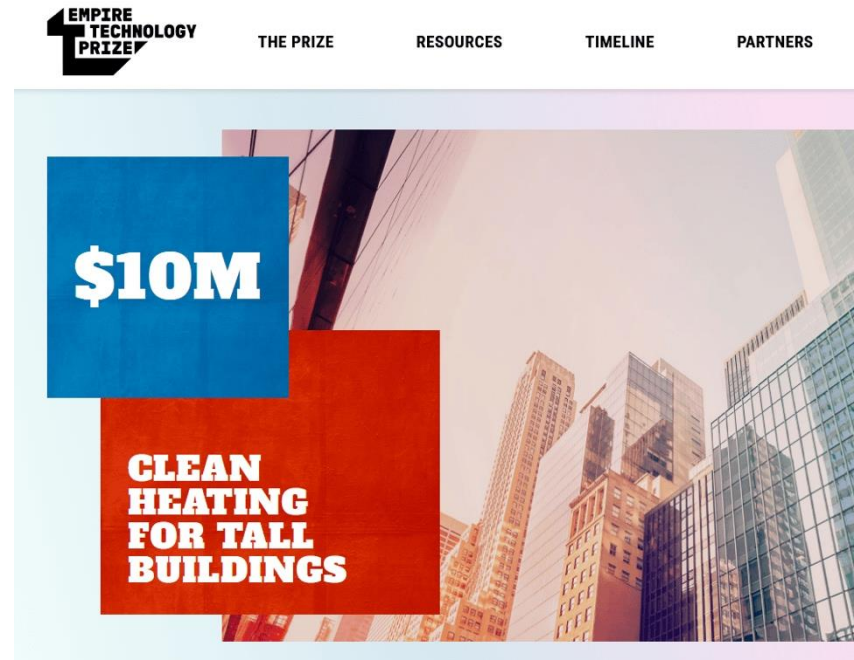 EMPIRE
TECHNOLOGY
PRIZE
THE PRIZE
RESOURCES
TIMELINE
PARTNERS
$10M
CLEAN
HEATING
FOR TALL
BUILDINGS